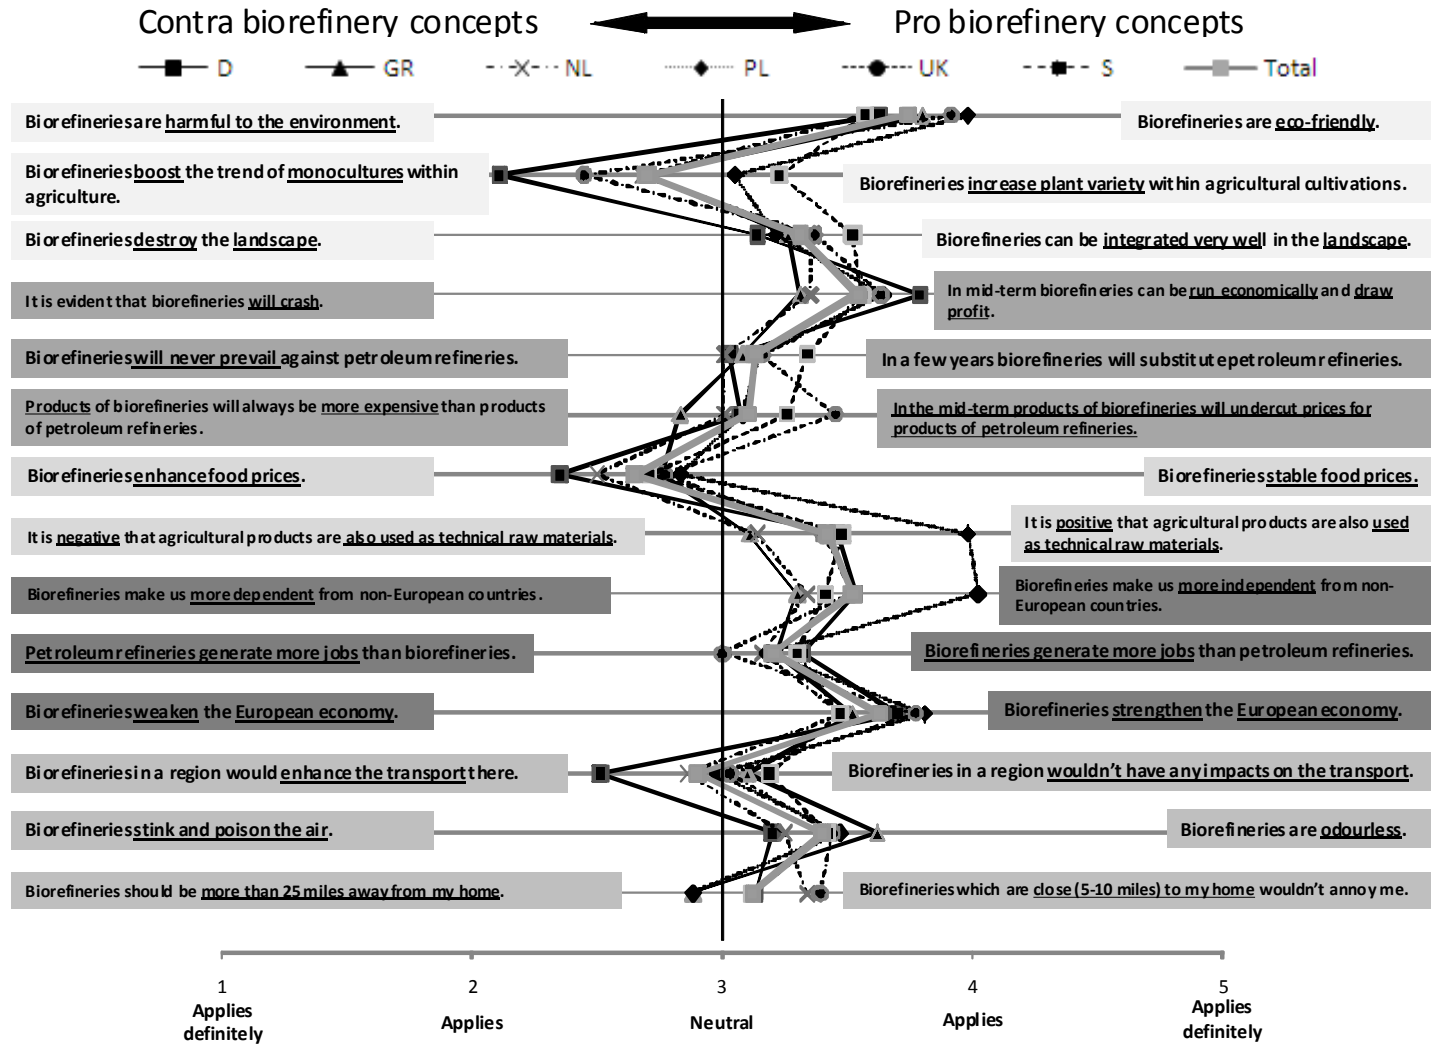 Contra biorefinery concepts Pro biorefinery concepts
D GR NL PL UK S Total
Biorefineries are harmful to the environment.
Biorefineries are eco-friendly.
Biorefineries boost the trend of monocultures within
agriculture.
Biorefineries increase plant variety within agricultural cultivations.
Biorefineries destroy the landscape.
Biorefineries can be integrated very well in the landscape.
It is evident that biorefineries will crash.
In mid-term biorefineries can be run economically and draw
profit.
Biorefineries will never prevail against petroleum refineries.
In a few years biorefineries will substitute petroleum refineries.
Products of biorefineries will always be more expensive than products
of petroleum refineries.
In the mid-term products of biorefineries will undercut prices for
products of petroleum refineries.
Biorefineries enhance food prices.
Biorefineries stable food prices.
It is negative that agricultural products are also used as technical raw materials.
It is positive that agricultural products are also used
as technical raw materials.
Biorefineries make us more dependent from non-European countries.
Biorefineries make us more independent from non-
European countries.
Petroleum refineries generate more jobs than biorefineries.
Biorefineries generate more jobs than petroleum refineries.
Biorefineries weaken the European economy.
Biorefineries strengthen the European economy.
Biorefineries in a region would enhance the transport there.
Biorefineries in a region wouldn't have any impacts on the transport.
Biorefineries stink and poison the air.
Biorefineries are odourless.
Biorefineries should be more than 25 miles away from my home.
Biorefineries which are close (5-10 miles) to my home wouldn't annoy me.
1 2 3 4 5
Applies
definitely
Applies
Neutral
Applies
Applies
definitely